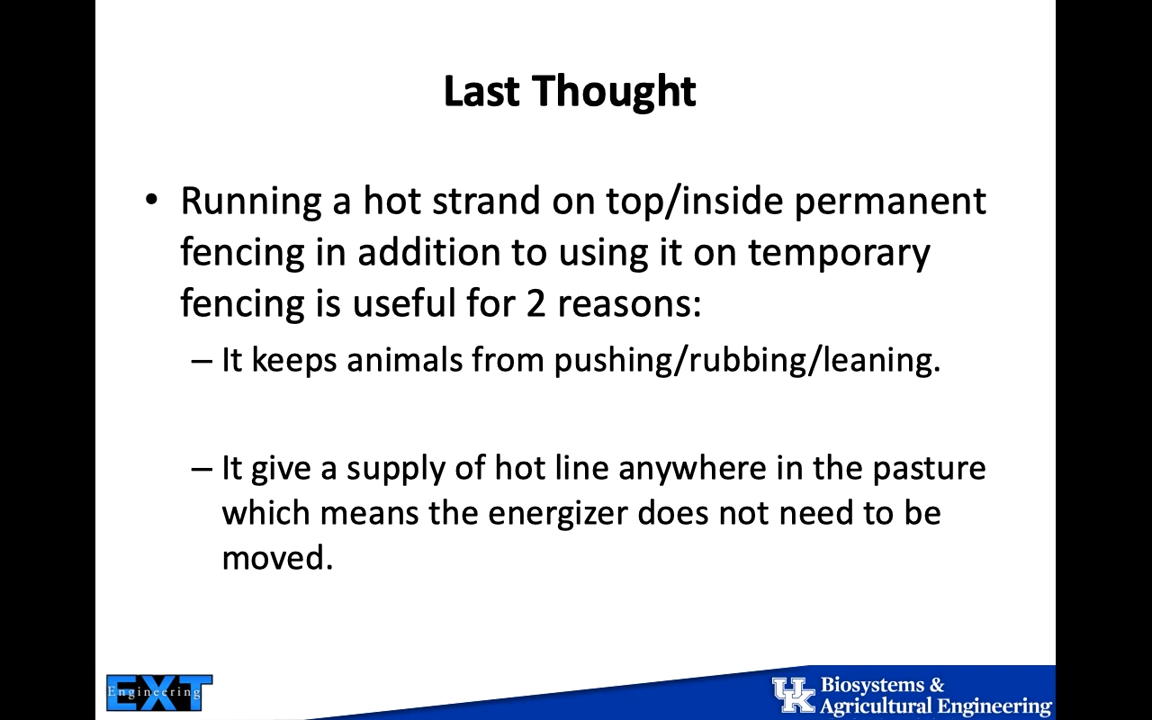 Last Thought
• Running a hot strand on top/inside permanent
fencing in addition to using it on temporary
fencing is useful for 2 reasons:
– It keeps animals from pushing/rubbing/leaning.
– It give a supply of hot line anywhere in the pasture
which means the energizer does not need to be
moved.
EXT
Engineering
UK
Biosystems &
Agricultural Engineering